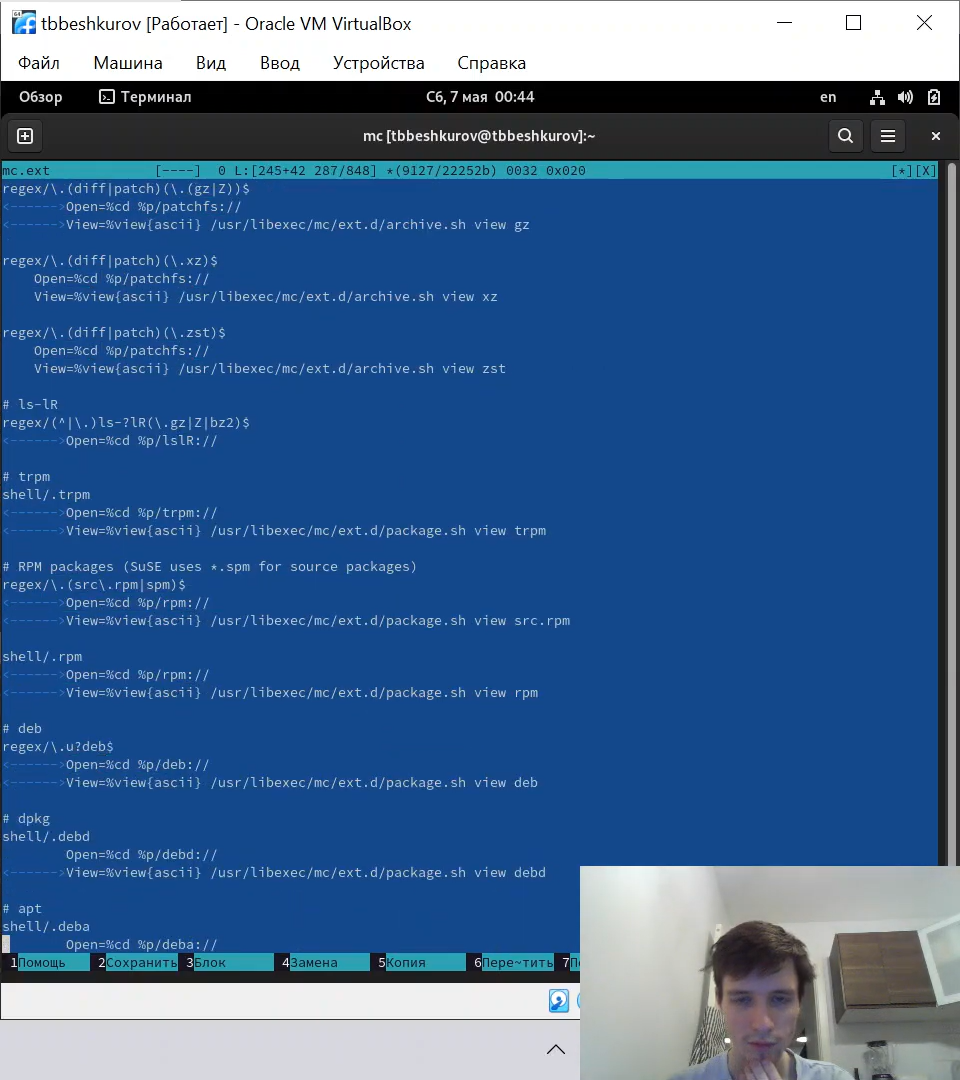 tbbeshkurov [Работает] - Oracle VM VirtualBox
Файл Машина Вид Ввод Устройства Справка
Обзор Терминал Сб, 7 мая 00:44 en
mc [tbbeshkurov@tbbeshkurov]:~
mc.ext [----] 0 L:[245+42 287/848] *(9127/22252b) 0032 0x020 [*][X]
regex/\.(diff|patch)(\.(gz|Z))$
<------>Open=%cd %p/patchfs://
<------>View=%view{ascii} /usr/libexec/mc/ext.d/archive.sh view gz
regex/\.(diff|patch)(\.xz)$
Open=%cd %p/patchfs://
View=%view{ascii} /usr/libexec/mc/ext.d/archive.sh view xz
regex/\.(diff|patch)(\.zst)$
Open=%cd %p/patchfs://
View=%view{ascii} /usr/libexec/mc/ext.d/archive.sh view zst
# ls-lR
regex/(^|\.)ls-?lR(\.gz|Z|bz2)$
<------>Open=%cd %p/lslR://
# trpm
shell/.trpm
<------>Open=%cd %p/trpm://
<------>View=%view{ascii} /usr/libexec/mc/ext.d/package.sh view trpm
# RPM packages (SuSE uses *.spm for source packages)
regex/\.(src\.rpm|spm)$
<------>Open=%cd %p/rpm://
<------>View=%view{ascii} /usr/libexec/mc/ext.d/package.sh view src.rpm
shell/.rpm
<------>Open=%cd %p/rpm://
<------>View=%view{ascii} /usr/libexec/mc/ext.d/package.sh view rpm
# deb
regex/\.u?deb$
<------>Open=%cd %p/deb://
<------>View=%view{ascii} /usr/libexec/mc/ext.d/package.sh view deb
# dpkg
shell/.debd
Open=%cd %p/debd://
<------>View=%view{ascii} /usr/libexec/mc/ext.d/package.sh view debd
# apt
shell/.deba
Open=%cd %p/deba://
1Помощь 2Сохранить 3Блок 4Замена 5Копия 6Пере~тить 7